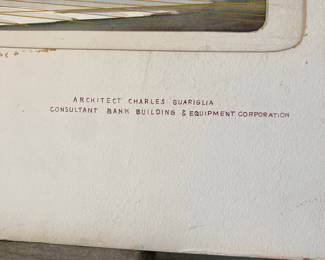 ARCHITECT CHARLES GUARIGLIA
CONSULTANT BANK BUILDING & EQUIPMENT CORPORATION